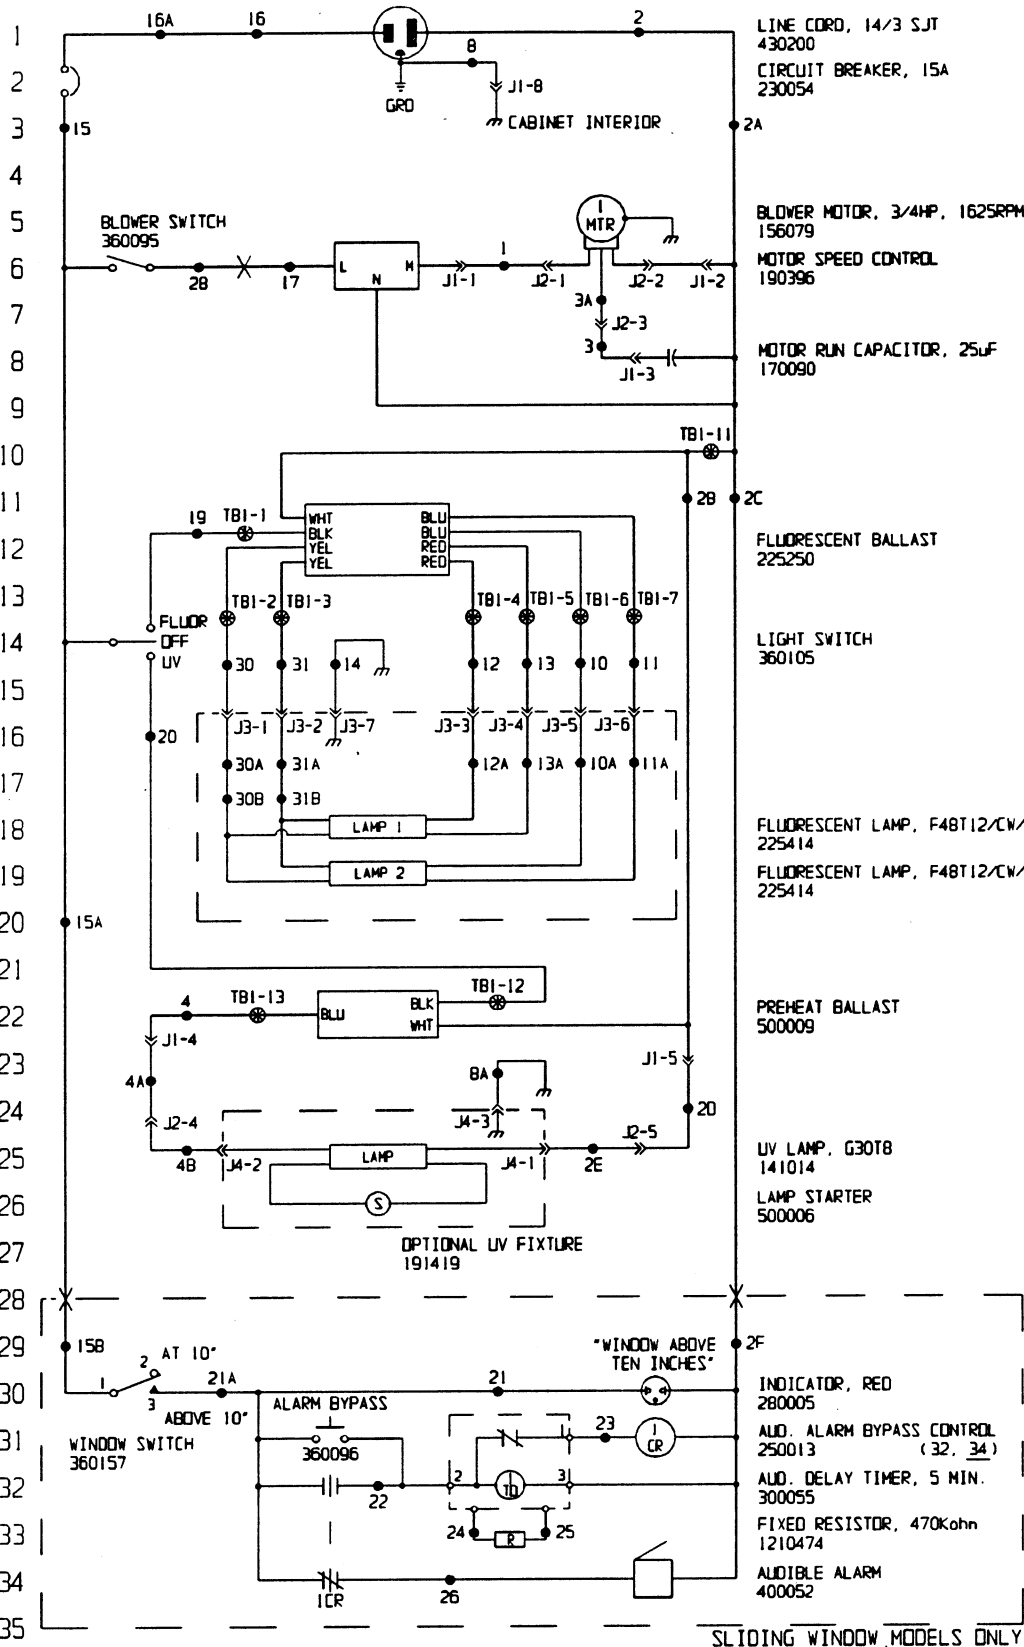 1 16A 16 2 LINE CORD, 14/3 SJT
430200
8
2 J1-8 CIRCUIT BREAKER, 15A
230054
GRD
3 15 CABINET INTERIOR 2A
4
5 BLOWER SWITCH
360095
1
MTR
BLOWER MOTOR, 3/4HP, 1625RPM
156079
6 28 17 L N M J1-1 1 J2-1 J2-2 J1-2 MOTOR SPEED CONTROL
190396
7 3A J2-3
8 3 J1-3 MOTOR RUN CAPACITOR, 25uF
170090
9
10 TB1-11
11 2B 2C
19 TB1-1 WHT BLU
BLK BLU
12 YEL RED
YEL RED
FLUORESCENT BALLAST
225250
13 TB1-2 TB1-3 TB1-4 TB1-5 TB1-6 TB1-7
FLUOR
14 OFF
UV
LIGHT SWITCH
360105
30 31 14 12 13 10 11
15
J3-1 J3-2 J3-7 J3-3 J3-4 J3-5 J3-6
16 20
30A 31A 12A 13A 10A 11A
17 30B 31B
18 LAMP 1 FLUORESCENT LAMP, F48T12/CW/
225414
19 LAMP 2 FLUORESCENT LAMP, F48T12/CW/
225414
20 15A
21
TB1-12
22 4 TB1-13 BLU BLK
WHT
PREHEAT BALLAST
500009
J1-4 J1-5
23 4A 8A
24 J2-4 J4-3 2D
25 4B J4-2 LAMP J4-1 2E J2-5 UV LAMP, G30T8
141014
26 S LAMP STARTER
500006
27 OPTIONAL UV FIXTURE
191419
28
29 15B 2 AT 10" "WINDOW ABOVE
TEN INCHES"
2F
30 1 3 21A 21 INDICATOR, RED
280005
ABOVE 10" ALARM BYPASS
31 WINDOW SWITCH
360157
360096 1 23 1
CR
AUD. ALARM BYPASS CONTROL
250013 (32, 34)
32 22 2 1
TD
3 AUD. DELAY TIMER, 5 MIN.
300055
33 24 R 25 FIXED RESISTOR, 470Kohm
1210474
34 1CR 26 AUDIBLE ALARM
400052
35 SLIDING WINDOW MODELS ONLY